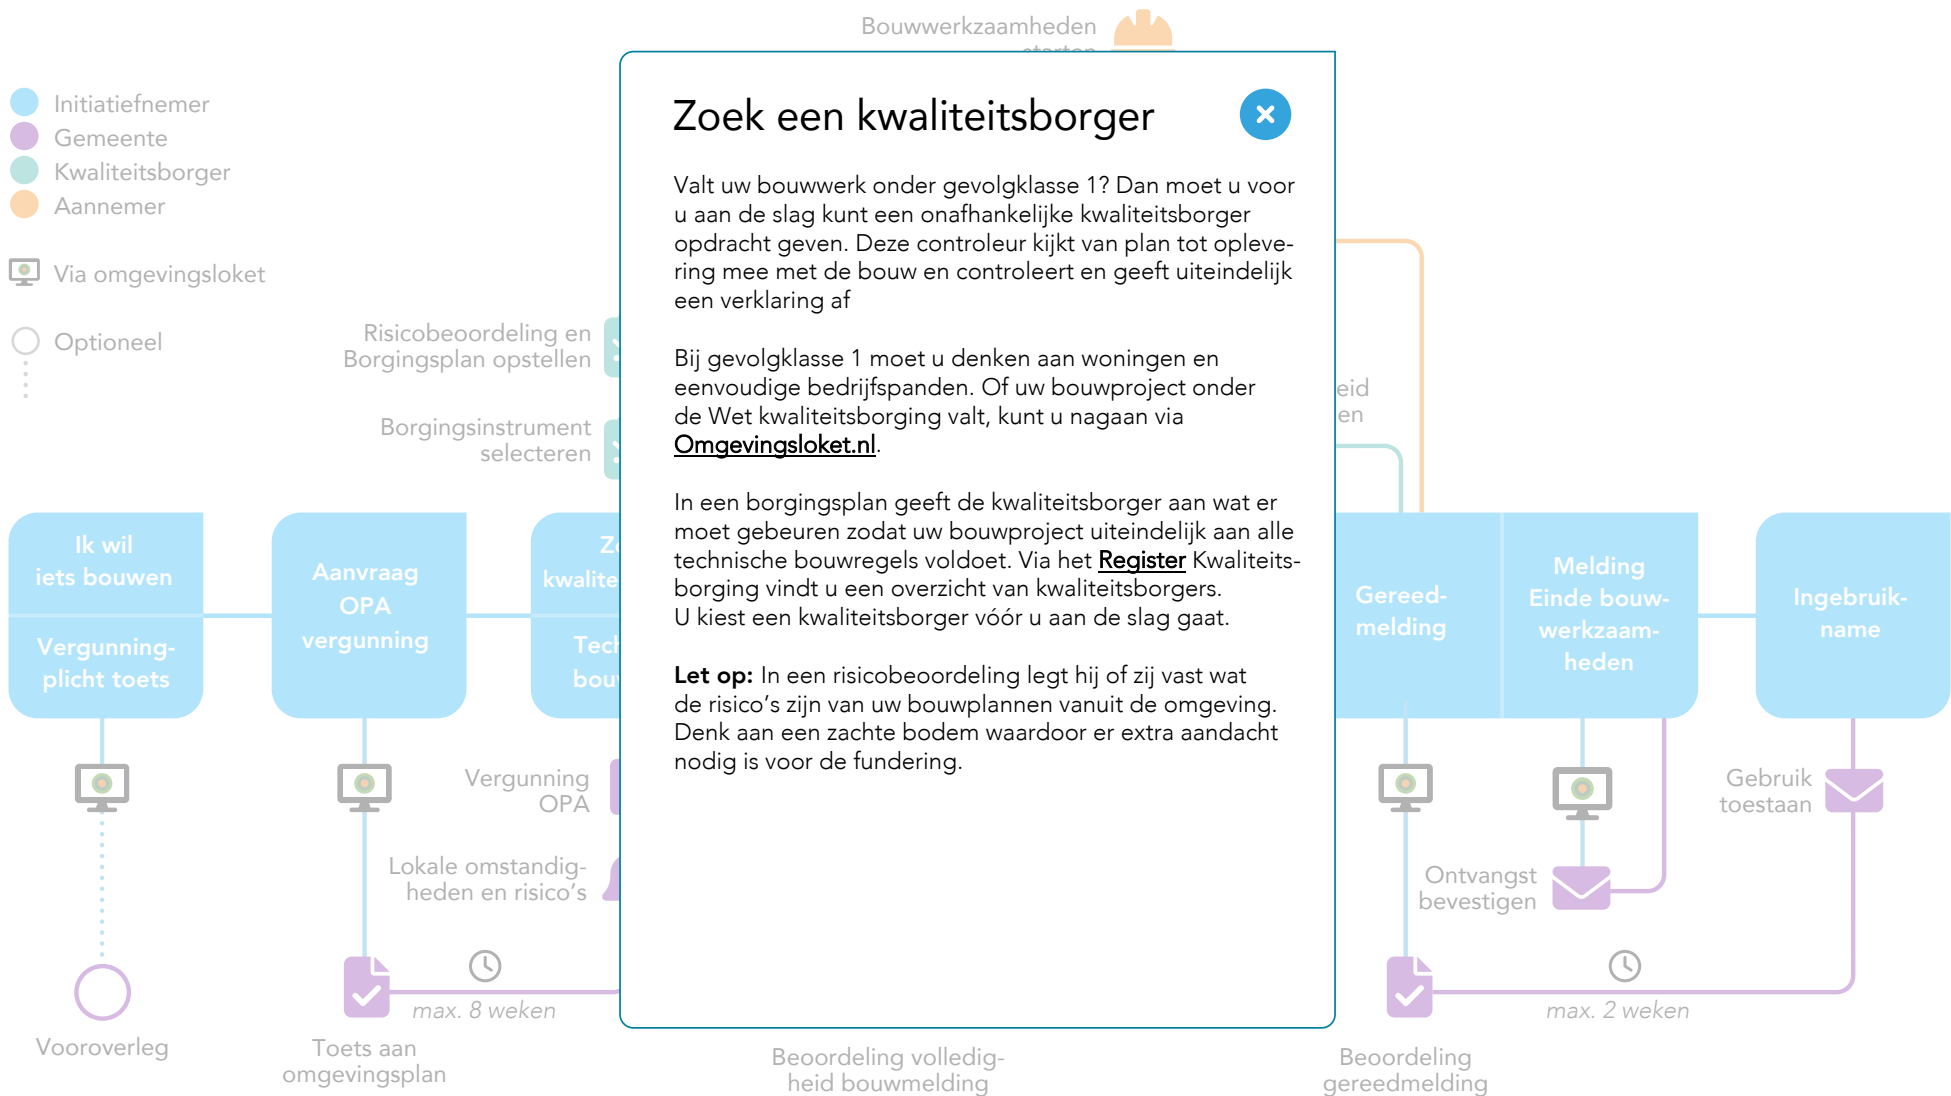 Bouwwerkzaamheden
starten
Initiatiefnemer
Gemeente
Kwaliteitsborger
Aannemer
Via omgevingsloket
Optioneel
Risicobeoordeling en
Borgingsplan opstellen
Borgingsinstrument
selecteren
Zoek een kwaliteitsborger
Valt uw bouwwerk onder gevolgklasse 1? Dan moet u voor
u aan de slag kunt een onafhankelijke kwaliteitsborger
opdracht geven. Deze controleur kijkt van plan tot opleve-
ring mee met de bouw en controleert en geeft uiteindelijk
een verklaring af
Bij gevolgklasse 1 moet u denken aan woningen en
eenvoudige bedrijfspanden. Of uw bouwproject onder
de Wet kwaliteitsborging valt, kunt u nagaan via
Omgevingsloket.nl.
In een borgingsplan geeft de kwaliteitsborger aan wat er
moet gebeuren zodat uw bouwproject uiteindelijk aan alle
technische bouwregels voldoet. Via het Register Kwaliteits-
borging vindt u een overzicht van kwaliteitsborgers.
U kiest een kwaliteitsborger vóór u aan de slag gaat.
Let op: In een risicobeoordeling legt hij of zij vast wat
de risico's zijn van uw bouwplannen vanuit de omgeving.
Denk aan een zachte bodem waardoor er extra aandacht
nodig is voor de fundering.
eid
en
Ik wil
iets bouwen
Vergunning-
plicht toets
Aanvraag
OPA
vergunning
kwalite
Tech
bou
Gereed-
melding
Melding
Einde bouw-
werkzaam-
heden
Ingebruik-
name
Vergunning
OPA
Lokale omstandig-
heden en risico's
Gebruik
toestaan
Ontvangst
bevestigen
max. 8 weken
max. 2 weken
Vooroverleg
Toets aan
omgevingsplan
Beoordeling volledig-
heid bouwmelding
Beoordeling
gereedmelding